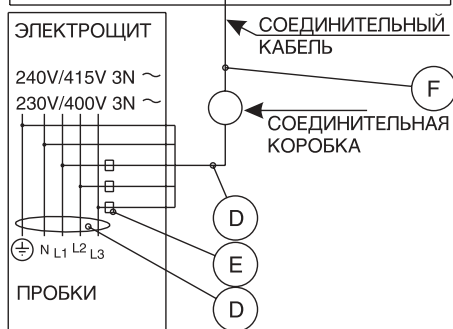 ЭЛЕКТРОЩИТ
240V/415V 3N ~
230V/400V 3N ~
N L1 L2 L3
ПРОБКИ
СОЕДИНИТЕЛЬНЫЙ
КАБЕЛЬ
F
СОЕДИНИТЕЛЬНАЯ
КОРОБКА
D
E
D